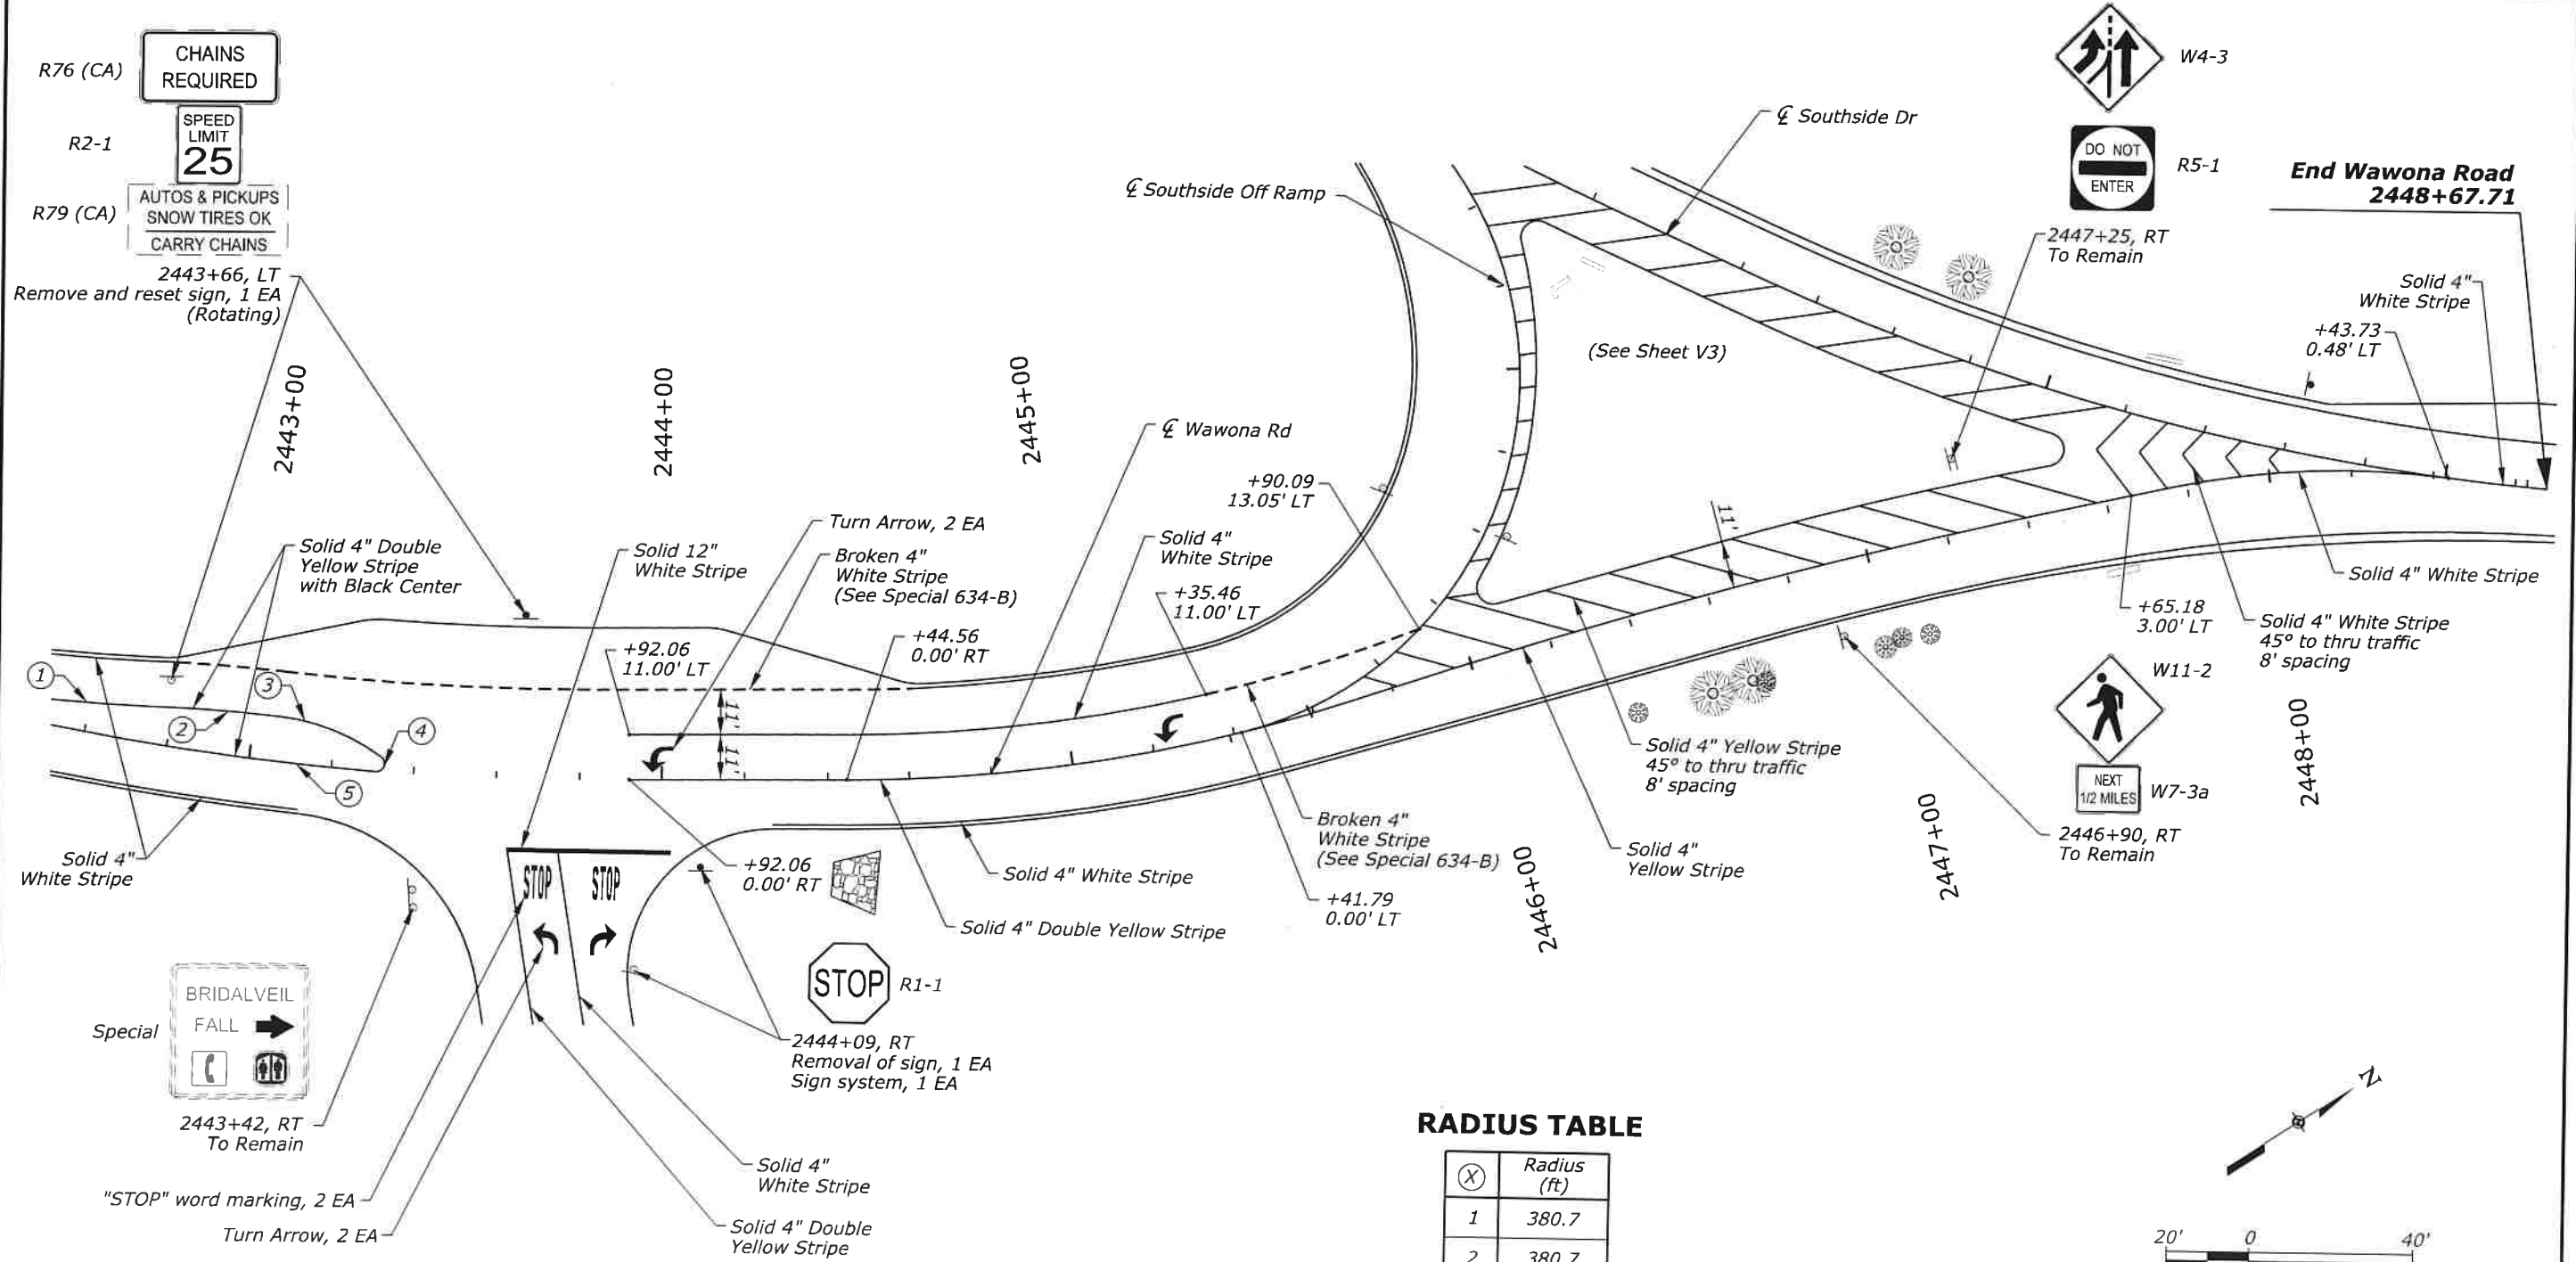 R76 (CA)
CHAINS
REQUIRED
R2-1
SPEED
LIMIT
25
R79 (CA)
AUTOS & PICKUPS
SNOW TIRES OK
CARRY CHAINS
2443+66, LT
Remove and reset sign, 1 EA
(Rotating)
W4-3
DO NOT
ENTER
R5-1
2447+25, RT
To Remain
End Wawona Road
2448+67.71
℄ Southside Dr
℄ Southside Off Ramp
(See Sheet V3)
Solid 4"
White Stripe
+43.73
0.48' LT
2443+00
2444+00
2445+00
℄ Wawona Rd
+90.09
13.05' LT
Solid 4" Double
Yellow Stripe
with Black Center
Solid 12"
White Stripe
Turn Arrow, 2 EA
Broken 4"
White Stripe
(See Special 634-B)
Solid 4"
White Stripe
+35.46
11.00' LT
+92.06
11.00' LT
+44.56
0.00' RT
11'
11'
11'
1
2
3
4
5
Solid 4" White Stripe
+65.18
3.00' LT
Solid 4" White Stripe
45° to thru traffic
8' spacing
W11-2
NEXT
1/2 MILES
W7-3a
2446+90, RT
To Remain
2448+00
2447+00
2446+00
Solid 4" Yellow Stripe
45° to thru traffic
8' spacing
Solid 4"
Yellow Stripe
Broken 4"
White Stripe
(See Special 634-B)
+41.79
0.00' LT
Solid 4"
White Stripe
STOP
STOP
+92.06
0.00' RT
Solid 4" White Stripe
Solid 4" Double Yellow Stripe
STOP
R1-1
2444+09, RT
Removal of sign, 1 EA
Sign system, 1 EA
Special
BRIDALVEIL
FALL
2443+42, RT
To Remain
"STOP" word marking, 2 EA
Turn Arrow, 2 EA
Solid 4"
White Stripe
Solid 4" Double
Yellow Stripe
RADIUS TABLE
X
Radius
(ft)
1 380.7
2 380.7
N
20' 0 40'